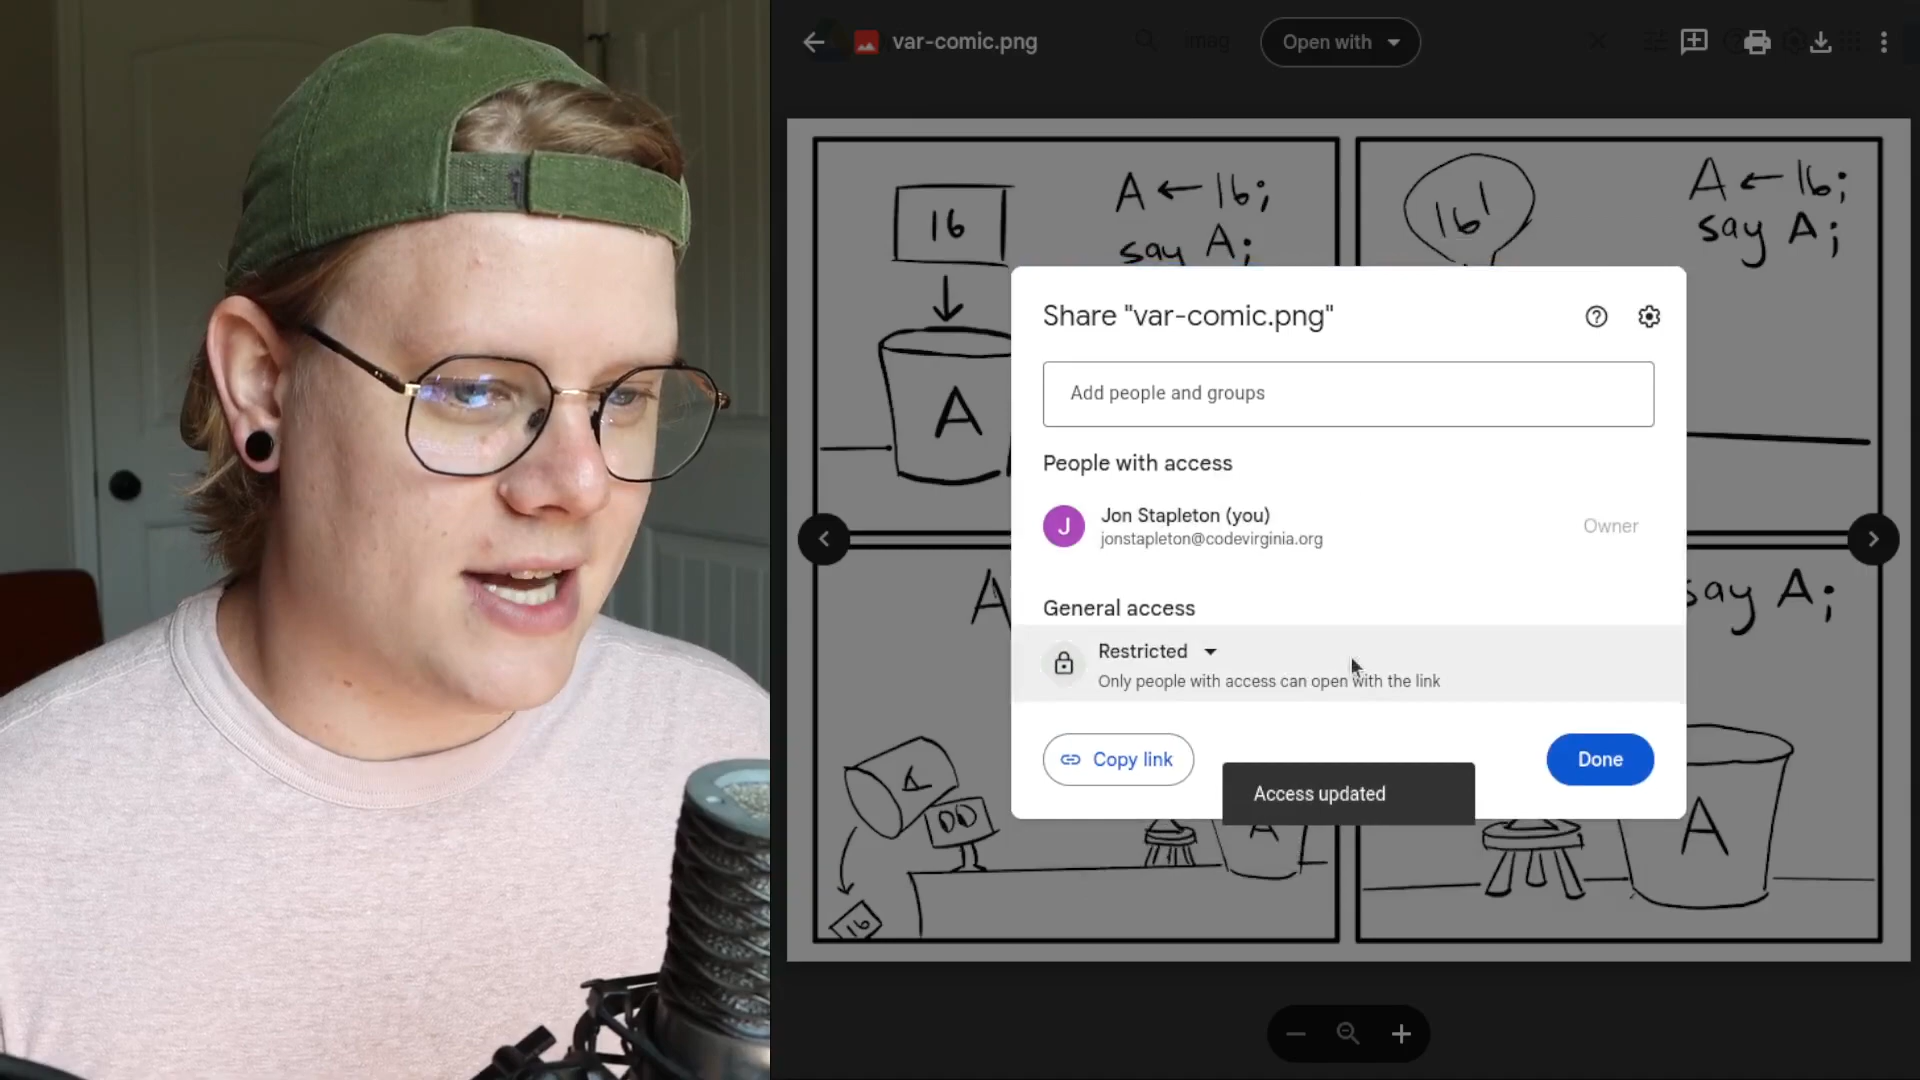 var-comic.png
imag
Open with
16
A ← 16;
say A;
A
16!
A ← 16;
say A;
Share "var-comic.png"
Add people and groups
People with access
J
Jon Stapleton (you)
jonstapleton@codevirginia.org
Owner
General access
Restricted
Only people with access can open with the link
Copy link
Done
Access updated
A
say A;
A
16
A
A